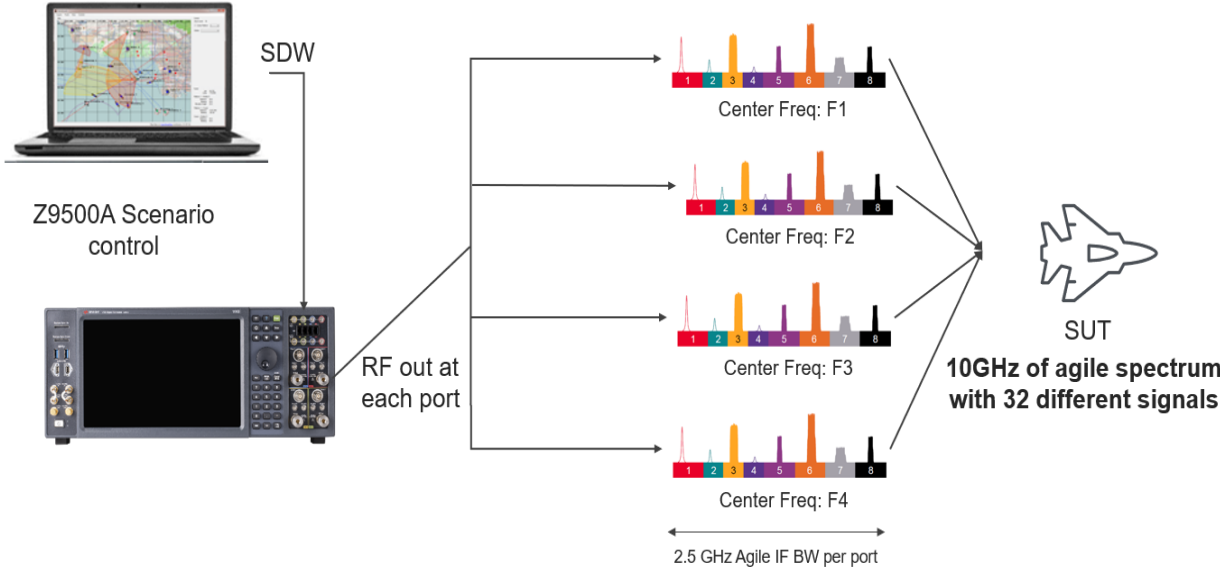 SDW
Z9500A Scenario
control
RF out at
each port
1 2 3 4 5 6 7 8
Center Freq: F1
1 2 3 4 5 6 7 8
Center Freq: F2
1 2 3 4 5 6 7 8
Center Freq: F3
1 2 3 4 5 6 7 8
Center Freq: F4
2.5 GHz Agile IF BW per port
SUT
10GHz of agile spectrum
with 32 different signals